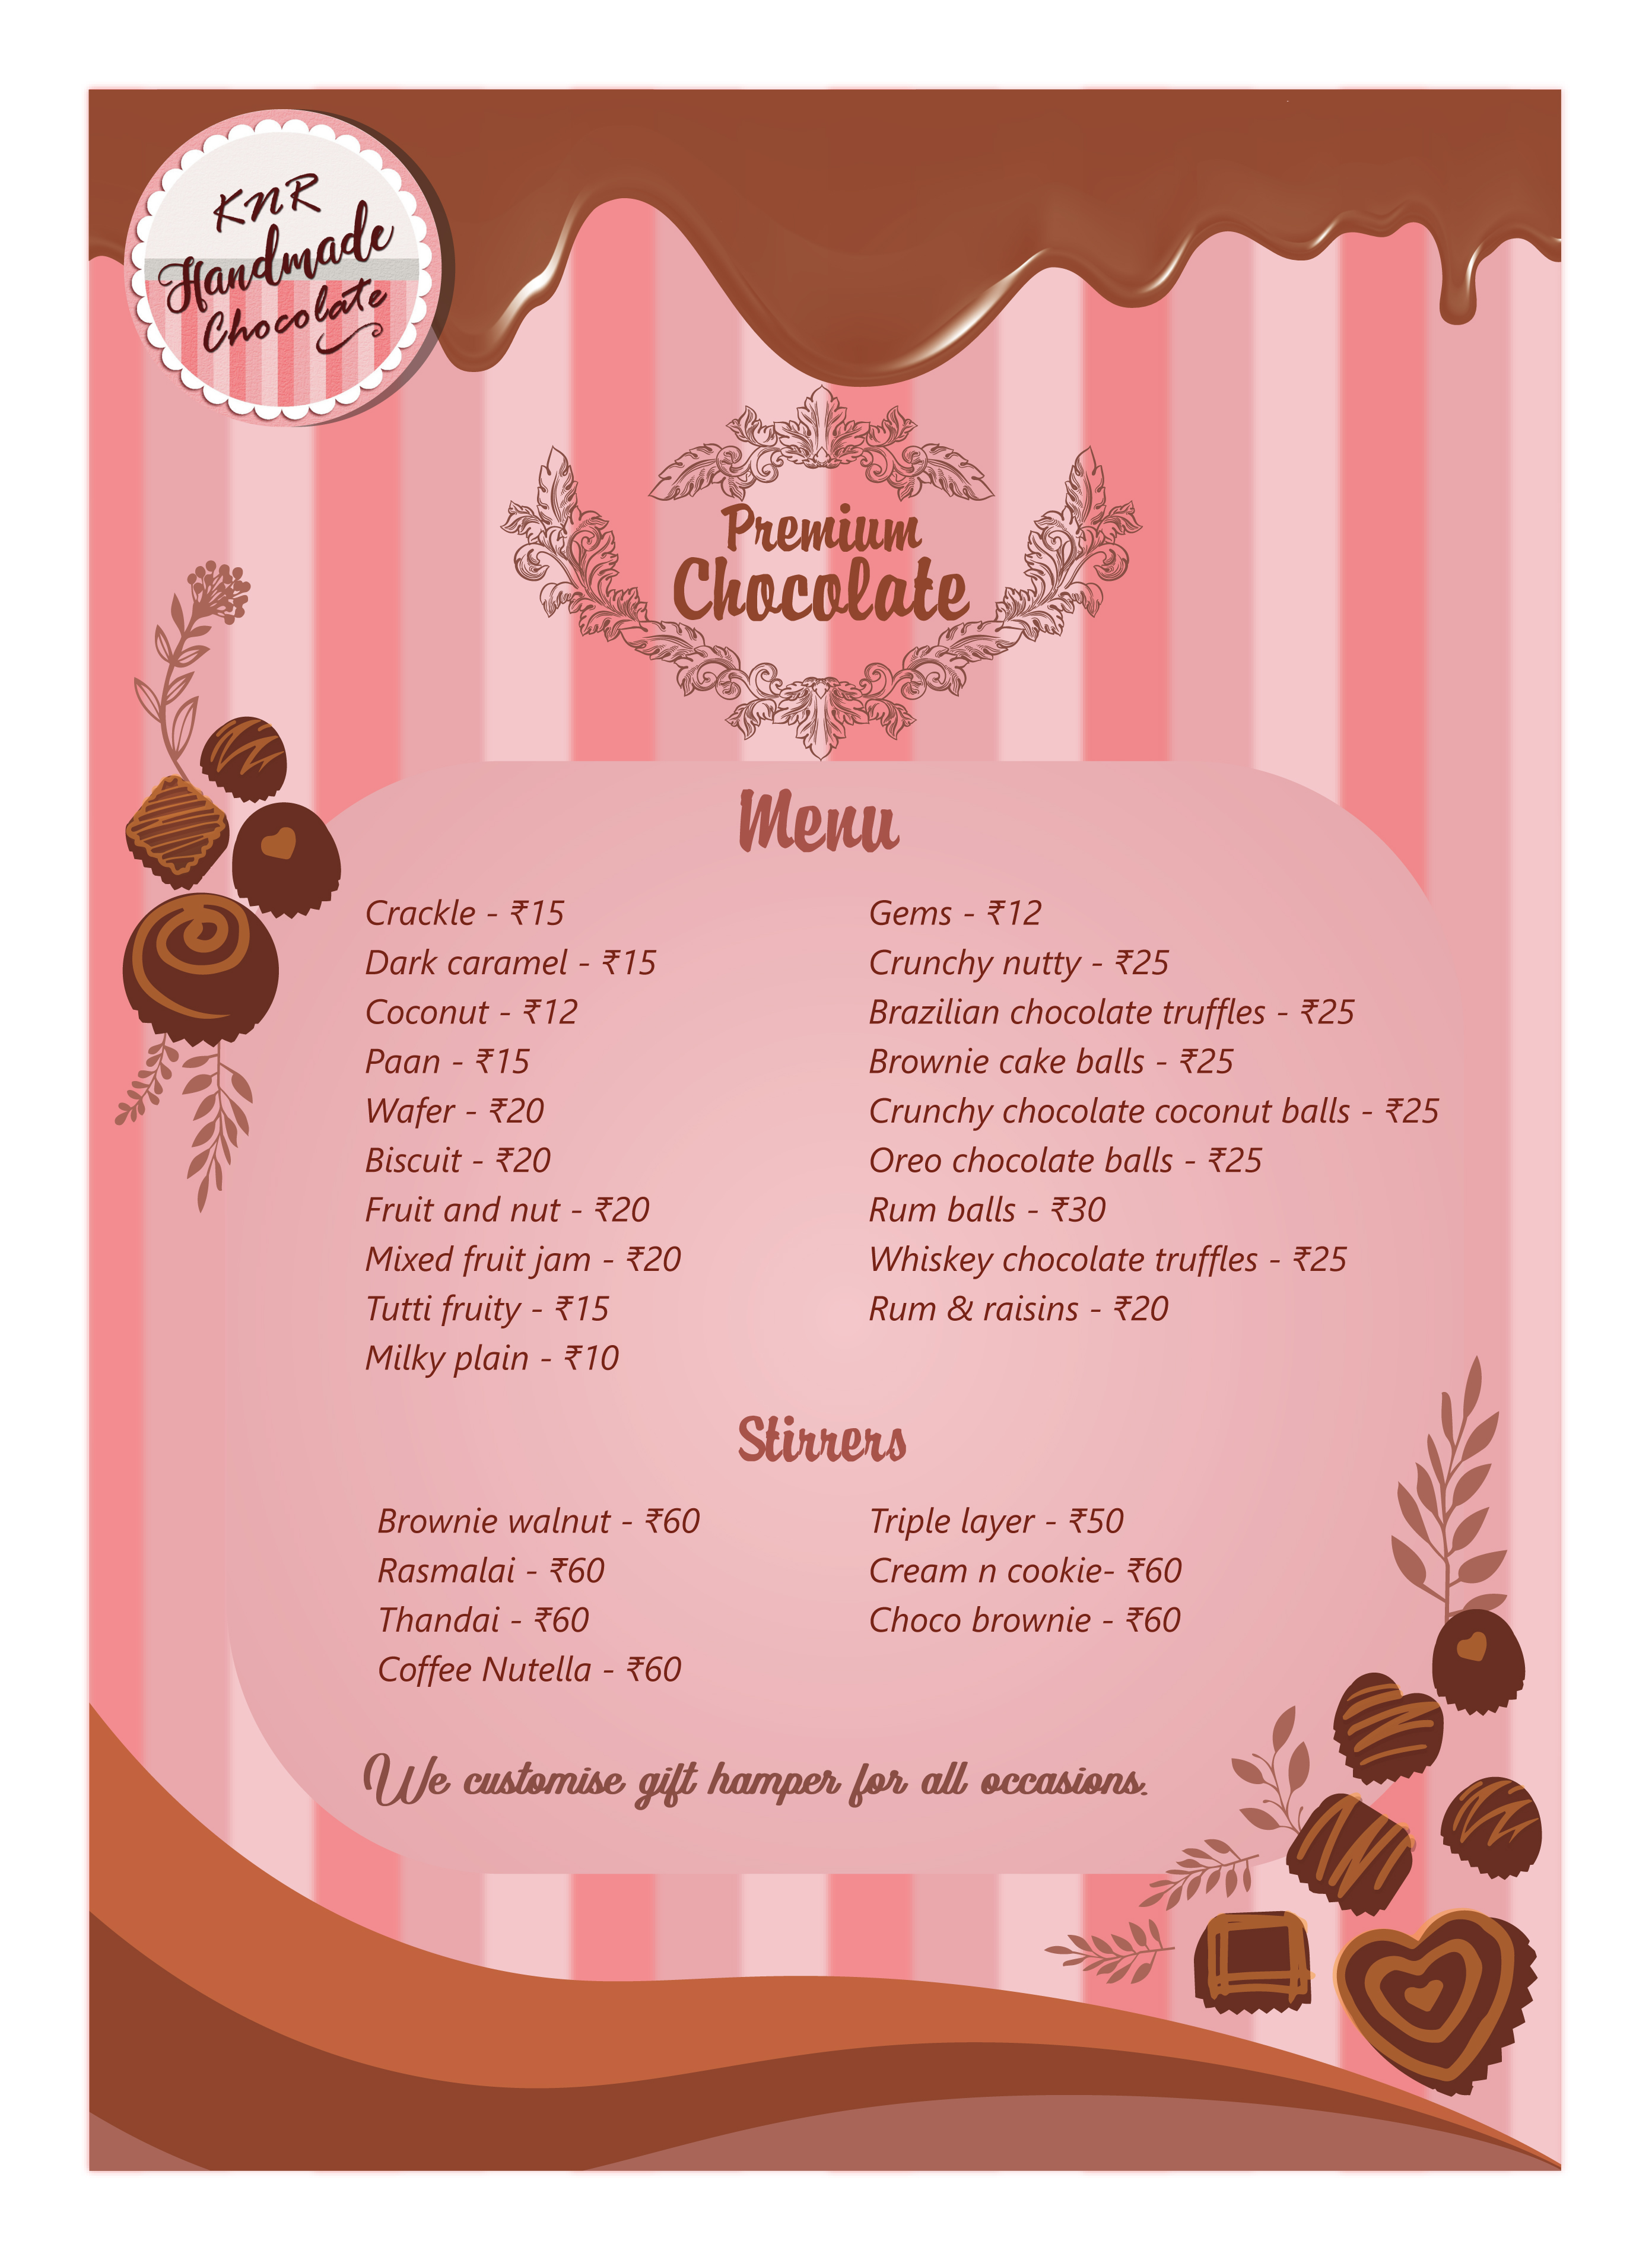 KnR
Handmade
Chocolate
Premium
Chocolate
Menu
Crackle - ₹15
Dark caramel - ₹15
Coconut - ₹12
Paan - ₹15
Wafer - ₹20
Biscuit - ₹20
Fruit and nut - ₹20
Mixed fruit jam - ₹20
Tutti fruity - ₹15
Milky plain - ₹10
Gems - ₹12
Crunchy nutty - ₹25
Brazilian chocolate truffles - ₹25
Brownie cake balls - ₹25
Crunchy chocolate coconut balls - ₹25
Oreo chocolate balls - ₹25
Rum balls - ₹30
Whiskey chocolate truffles - ₹25
Rum & raisins - ₹20
Stirrers
Brownie walnut - ₹60
Rasmalai - ₹60
Thandai - ₹60
Coffee Nutella - ₹60
Triple layer - ₹50
Cream n cookie- ₹60
Choco brownie - ₹60
We customise gift hamper for all occasions.